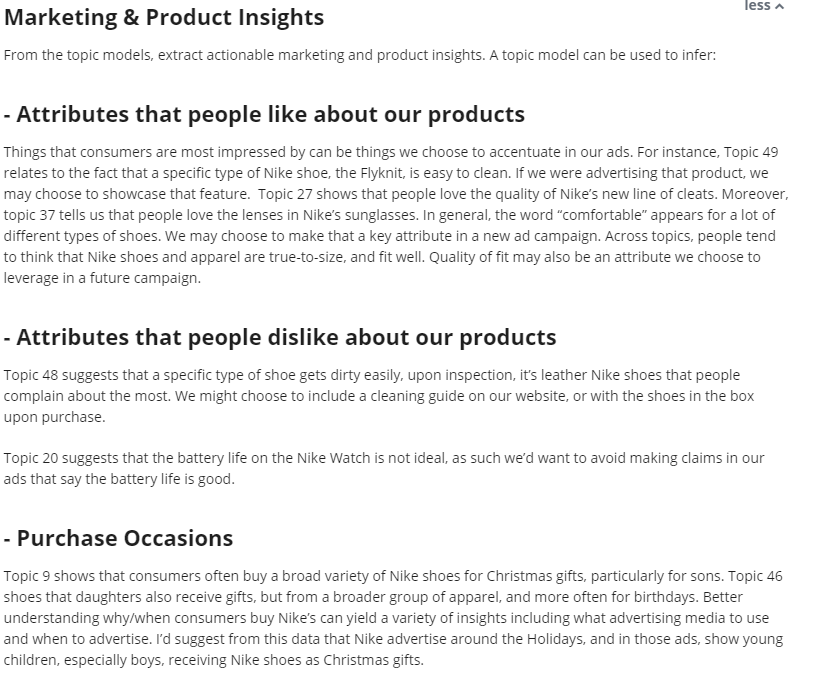 less
Marketing & Product Insights
From the topic models, extract actionable marketing and product insights. A topic model can be used to infer:
- Attributes that people like about our products
Things that consumers are most impressed by can be things we choose to accentuate in our ads. For instance, Topic 49
relates to the fact that a specific type of Nike shoe, the Flyknit, is easy to clean. If we were advertising that product, we
may choose to showcase that feature.  Topic 27 shows that people love the quality of Nike's new line of cleats. Moreover,
topic 37 tells us that people love the lenses in Nike's sunglasses. In general, the word “comfortable” appears for a lot of
different types of shoes. We may choose to make that a key attribute in a new ad campaign. Across topics, people tend
to think that Nike shoes and apparel are true-to-size, and fit well. Quality of fit may also be an attribute we choose to
leverage in a future campaign.
- Attributes that people dislike about our products
Topic 48 suggests that a specific type of shoe gets dirty easily, upon inspection, it's leather Nike shoes that people
complain about the most. We might choose to include a cleaning guide on our website, or with the shoes in the box
upon purchase.
Topic 20 suggests that the battery life on the Nike Watch is not ideal, as such we'd want to avoid making claims in our
ads that say the battery life is good.
- Purchase Occasions
Topic 9 shows that consumers often buy a broad variety of Nike shoes for Christmas gifts, particularly for sons. Topic 46
shoes that daughters also receive gifts, but from a broader group of apparel, and more often for birthdays. Better
understanding why/when consumers buy Nike's can yield a variety of insights including what advertising media to use
and when to advertise. I'd suggest from this data that Nike advertise around the Holidays, and in those ads, show young
children, especially boys, receiving Nike shoes as Christmas gifts.